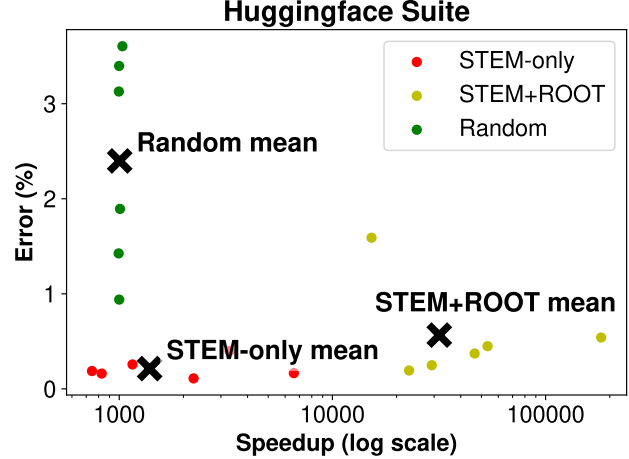 Huggingface Suite
STEM-only
STEM+ROOT
Random
Random mean
STEM+ROOT mean
STEM-only mean
Error (%)
3
2
1
0
1000
10000
100000
Speedup (log scale)